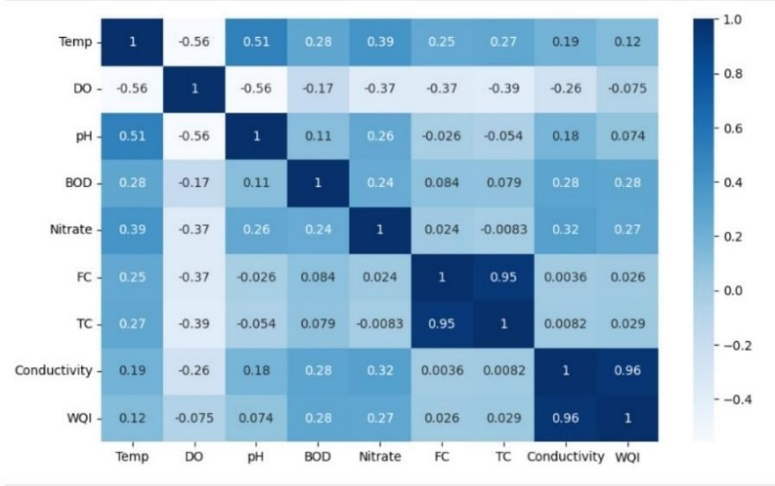 Temp 1 -0.56 0.51 0.28 0.39 0.25 0.27 0.19 0.12
DO -0.56 1 -0.56 -0.17 -0.37 -0.37 -0.39 -0.26 -0.075
pH 0.51 -0.56 1 0.11 0.26 -0.026 -0.054 0.18 0.074
BOD 0.28 -0.17 0.11 1 0.24 0.084 0.079 0.28 0.28
Nitrate 0.39 -0.37 0.26 0.24 1 0.024 -0.0083 0.32 0.27
FC 0.25 -0.37 -0.026 0.084 0.024 1 0.95 0.0036 0.026
TC 0.27 -0.39 -0.054 0.079 -0.0083 0.95 1 0.0082 0.029
Conductivity 0.19 -0.26 0.18 0.28 0.32 0.0036 0.0082 1 0.96
WQI 0.12 -0.075 0.074 0.28 0.27 0.026 0.029 0.96 1
Temp DO pH BOD Nitrate FC TC Conductivity WQI
1.0
0.8
0.6
0.4
0.2
0.0
−0.2
−0.4